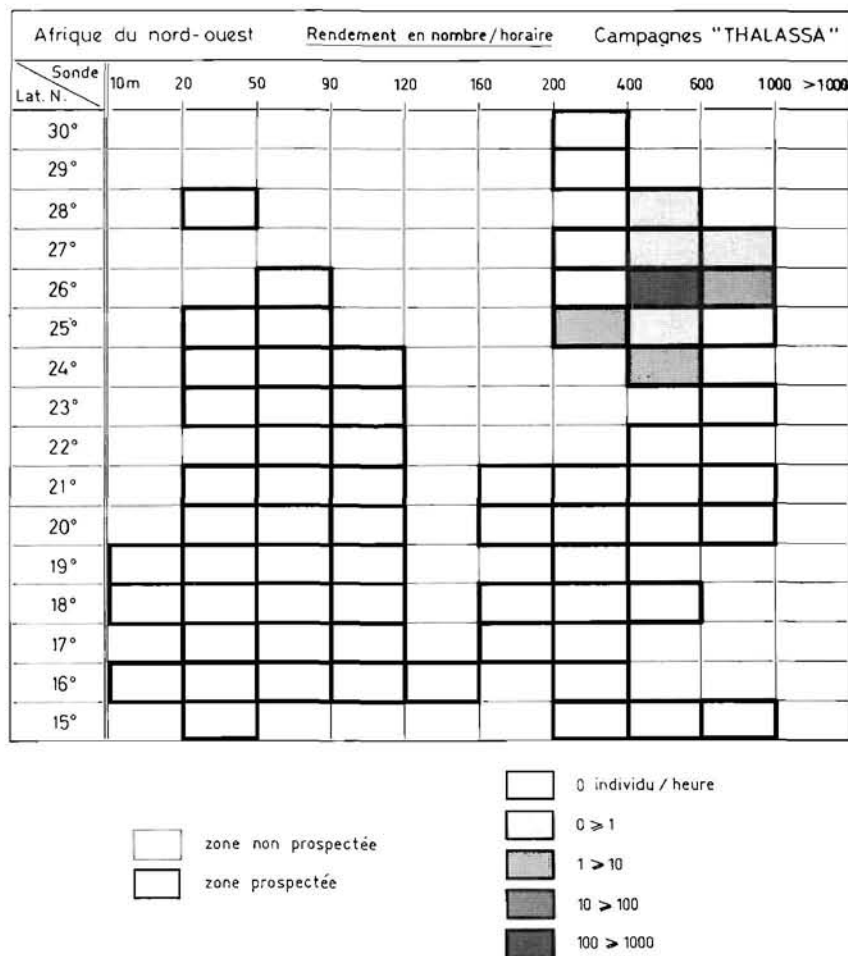 Afrique du nord-ouest Rendement en nombre/horaire Campagnes "THALASSA"
Sonde
Lat. N. 10m 20 50 90 120 160 200 400 600 1000 >1000
30°
29°
28°
27°
26°
25°
24°
23°
22°
21°
20°
19°
18°
17°
16°
15°
zone non prospectée
zone prospectée
0 individu / heure
0 ⩾ 1
1 ⩾ 10
10 ⩾ 100
100 ⩾ 1000